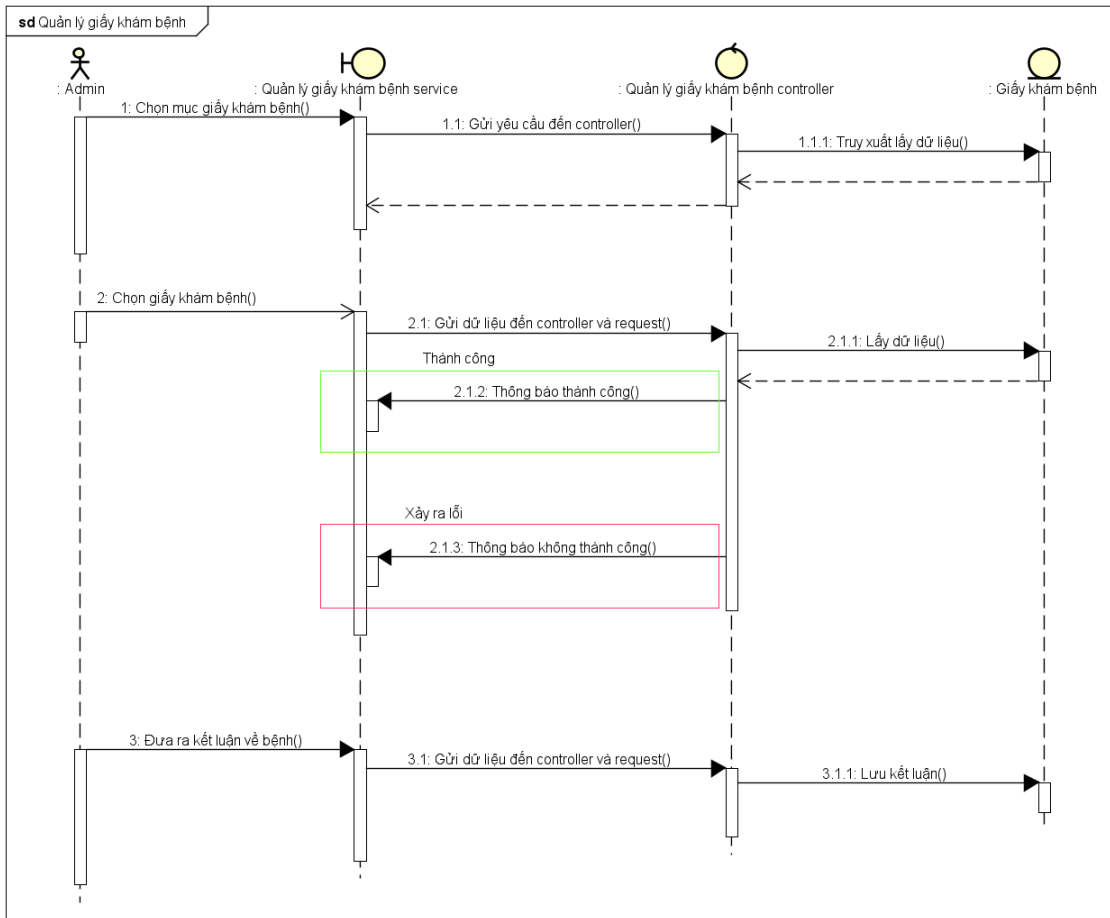 sd Quản lý giấy khám bệnh
: Admin
: Quản lý giấy khám bệnh service
: Quản lý giấy khám bệnh controller
: Giấy khám bệnh
1: Chọn mục giấy khám bệnh()
1.1: Gửi yêu cầu đến controller()
1.1.1: Truy xuất lấy dữ liệu()
2: Chọn giấy khám bệnh()
2.1: Gửi dữ liệu đến controller và request()
2.1.1: Lấy dữ liệu()
Thành công
2.1.2: Thông báo thành công()
Xảy ra lỗi
2.1.3: Thông báo không thành công()
3: Đưa ra kết luận về bệnh()
3.1: Gửi dữ liệu đến controller và request()
3.1.1: Lưu kết luận()